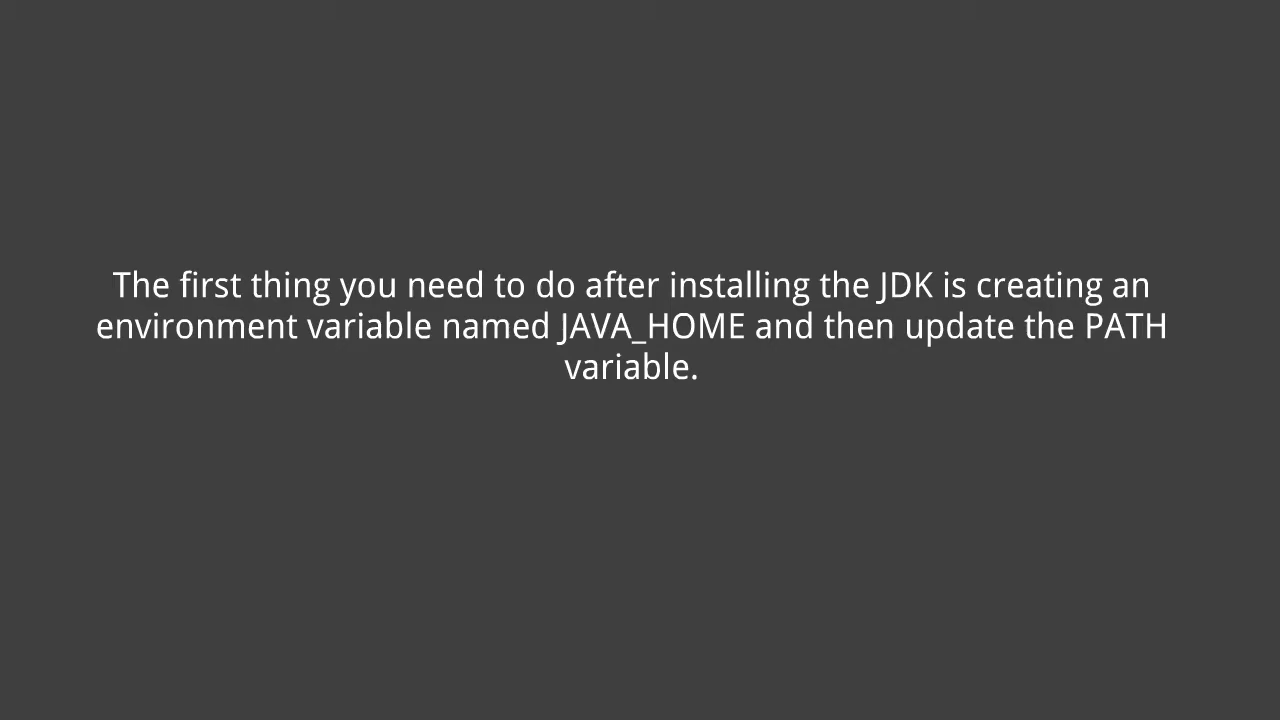 The first thing you need to do after installing the JDK is creating an
environment variable named JAVA_HOME and then update the PATH
variable.